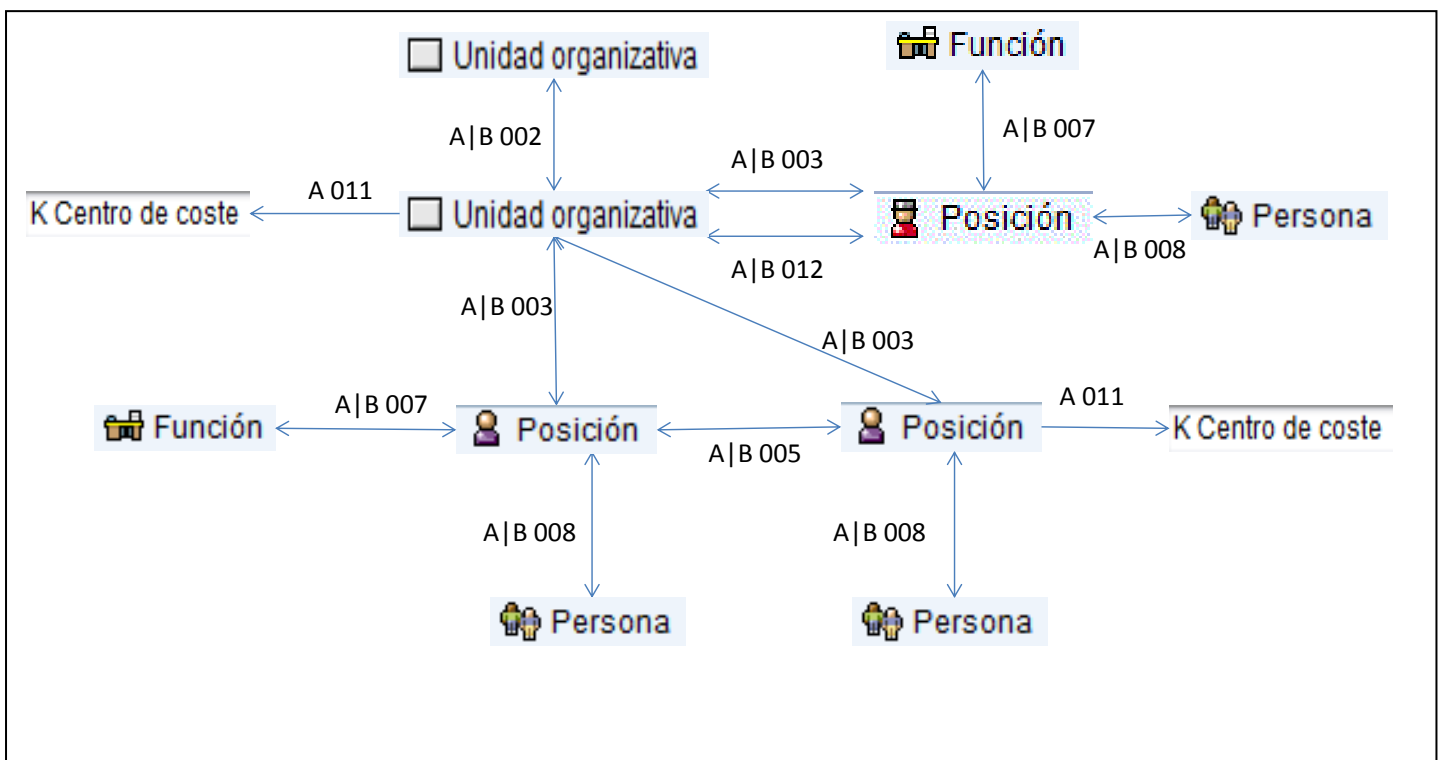 Unidad organizativa
Función
A|B 002
A|B 007
A|B 003
A 011
K Centro de coste
Unidad organizativa
Posición
Persona
A|B 008
A|B 012
A|B 003
A|B 003
A|B 007
A 011
Función
Posición
Posición
K Centro de coste
A|B 005
A|B 008
A|B 008
Persona
Persona